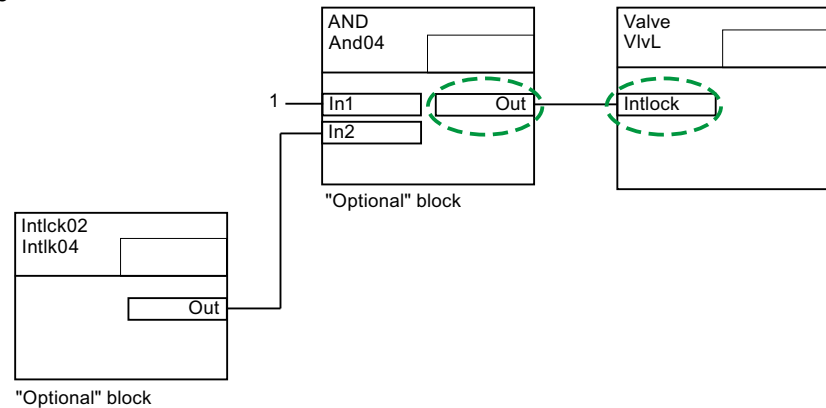 AND
And04
Valve
VlvL
1
In1
Out
Intlock
In2
"Optional" block
Intlck02
Intlk04
Out
"Optional" block